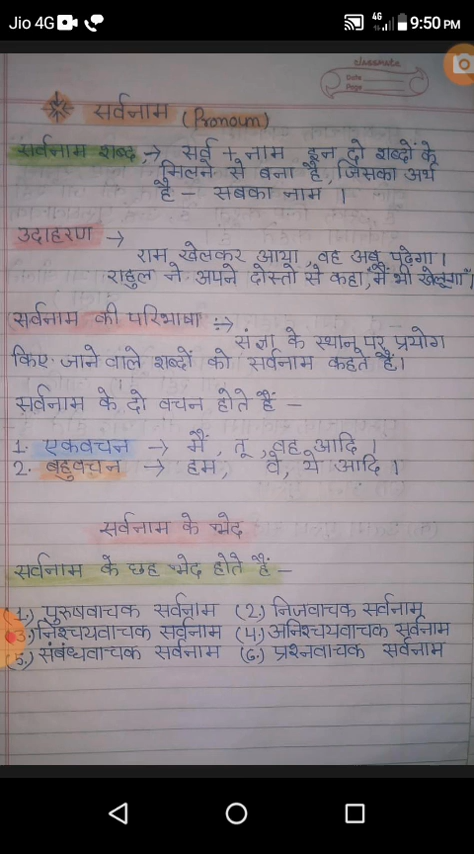 Jio 4G 4G 9:50 PM
classmate
Date
Page
सर्वनाम (Pronoun)
सर्वनाम शब्द → सर्व + नाम इन दो शब्दों के
मिलने से बना है, जिसका अर्थ
है – सबका नाम ।
उदाहरण →
राम खेलकर आया, वह अब पढ़ेगा ।
राहुल ने अपने दोस्तो से कहा, मैं भी खेलूगाँ।
सर्वनाम की परिभाषा :→
संज्ञा के स्थान पर प्रयोग
किए जाने वाले शब्दों को सर्वनाम कहते हैं।
सर्वनाम के दो वचन होते हैं –
1. एकवचन → मैं, तू, वह आदि ।
2. बहुवचन → हम, वे, ये आदि ।
सर्वनाम के भेद
सर्वनाम के छह भेद होते हैं –
(1.) पुरुषवाचक सर्वनाम (2.) निजवाचक सर्वनाम
3.) निश्चयवाचक सर्वनाम (4.) अनिश्चयवाचक सर्वनाम
(5.) संबंधवाचक सर्वनाम (6.) प्रश्नवाचक सर्वनाम